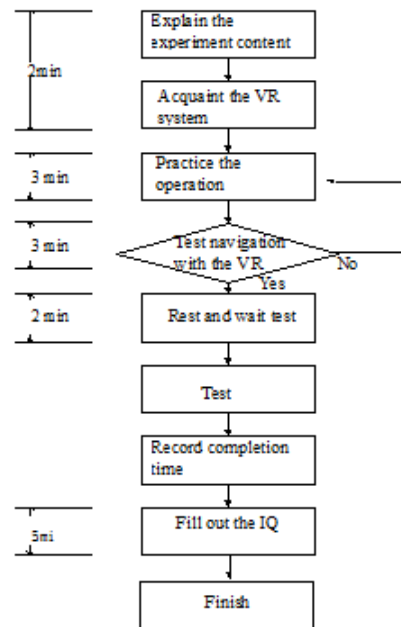 Explain the
experiment content
2min
Acquaint the VR
system
3 min
Practice the
operation
3 min
Test navigation
with the VR
No
Yes
2 min
Rest and wait test
Test
Record completion
time
5mi
Fill out the IQ
Finish